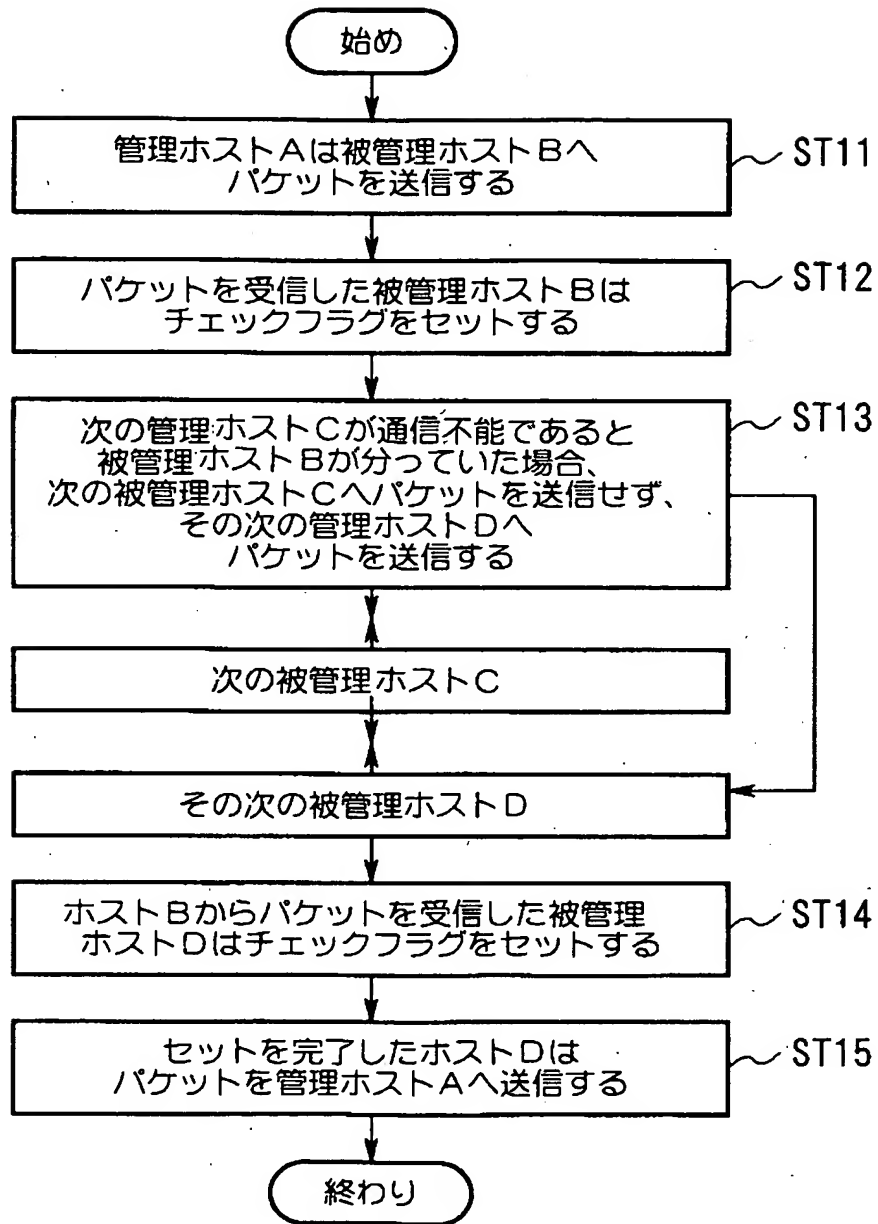 始め
管理ホストAは被管理ホストBへ
パケットを送信する
ST11
パケットを受信した被管理ホストBは
チェックフラグをセットする
ST12
次の管理ホストCが通信不能であると
被管理ホストBが分っていた場合、
次の被管理ホストCへパケットを送信せず、
その次の管理ホストDへ
パケットを送信する
ST13
次の被管理ホストC
その次の被管理ホストD
ホストBからパケットを受信した被管理
ホストDはチェックフラグをセットする
ST14
セットを完了したホストDは
パケットを管理ホストAへ送信する
ST15
終わり